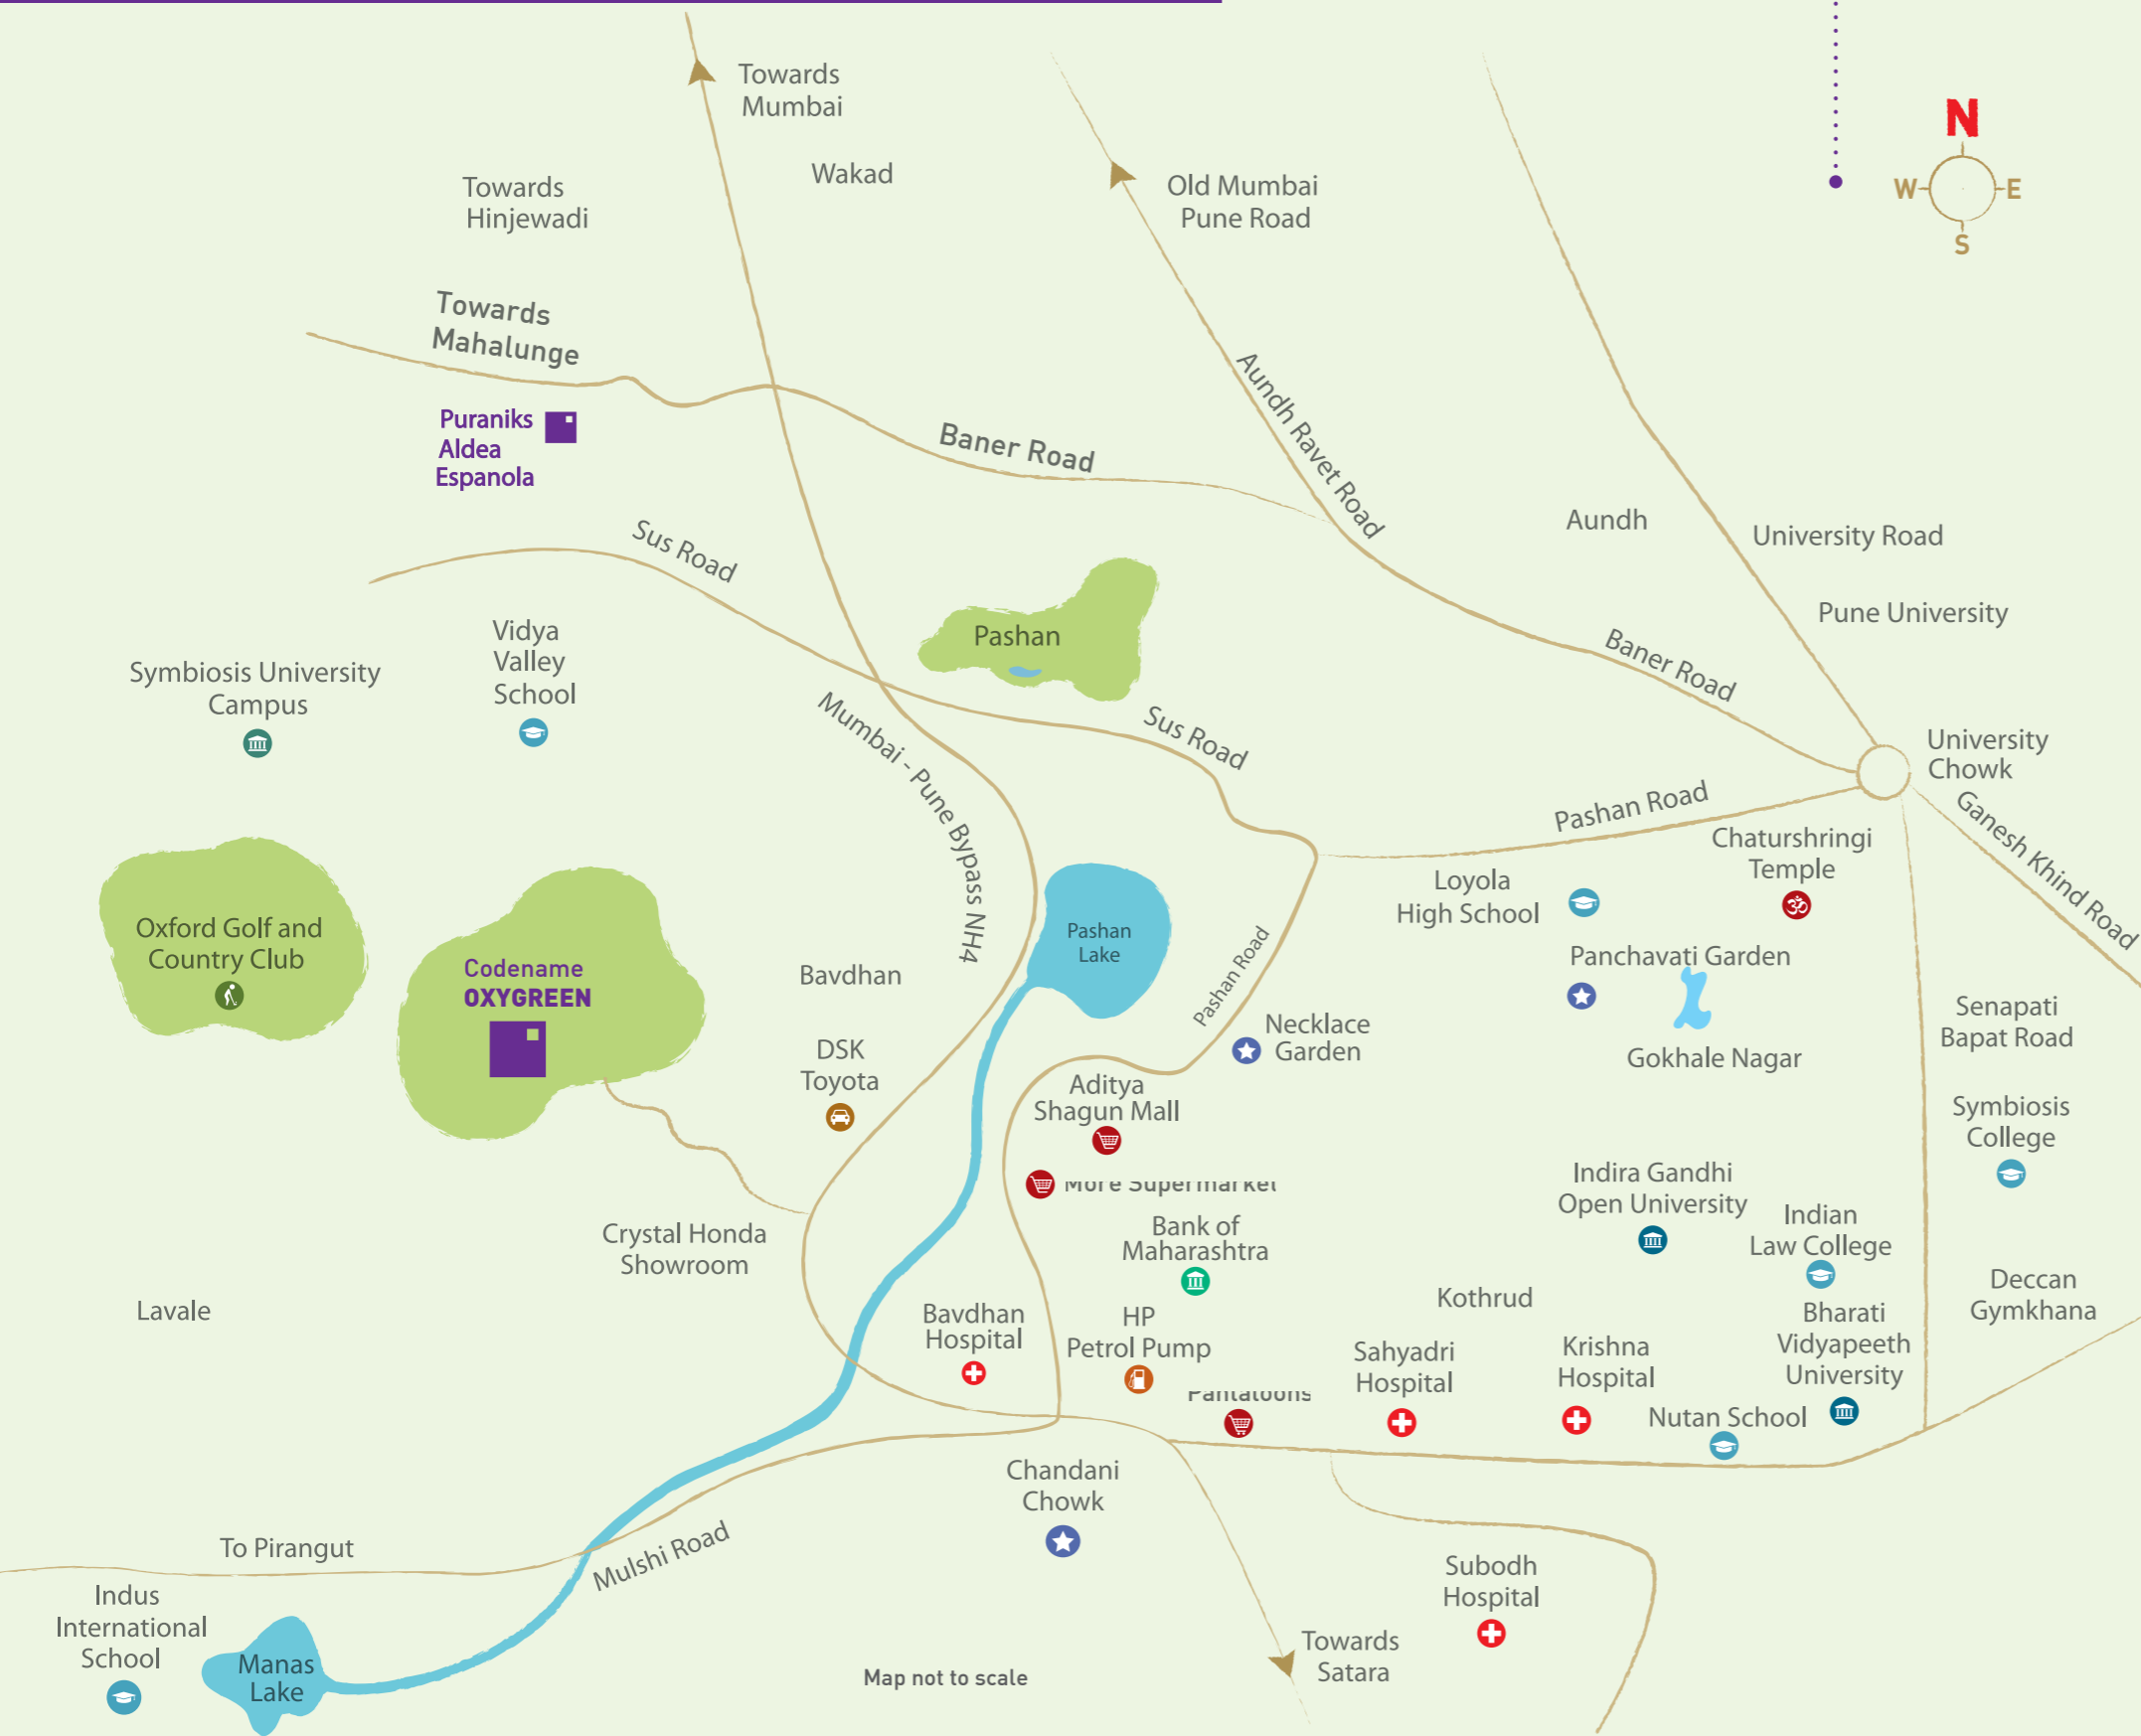 Towards
Mumbai
N
W
E
S
Wakad
Towards
Hinjewadi
Old Mumbai
Pune Road
Towards
Mahalunge
Puraniks
Aldea
Espanola
Baner Road
Aundh Ravet Road
Aundh
University Road
Sus Road
Pashan
Pune University
Baner Road
Vidya
Valley
School
Symbiosis University
Campus
Mumbai - Pune Bypass NH4
Sus Road
University
Chowk
Pashan Road
Ganesh Khind Road
Chaturshringi
Temple
Loyola
High School
Oxford Golf and
Country Club
Codename
OXYGREEN
Bavdhan
Pashan
Lake
Pashan Road
Panchavati Garden
Necklace
Garden
Gokhale Nagar
Senapati
Bapat Road
DSK
Toyota
Aditya
Shagun Mall
Symbiosis
College
More Supermarket
Indira Gandhi
Open University
Crystal Honda
Showroom
Bank of
Maharashtra
Indian
Law College
Lavale
Bavdhan
Hospital
HP
Petrol Pump
Kothrud
Deccan
Gymkhana
Sahyadri
Hospital
Krishna
Hospital
Bharati
Vidyapeeth
University
Pantaloons
Nutan School
Chandani
Chowk
To Pirangut
Mulshi Road
Indus
International
School
Manas
Lake
Subodh
Hospital
Towards
Satara
Map not to scale